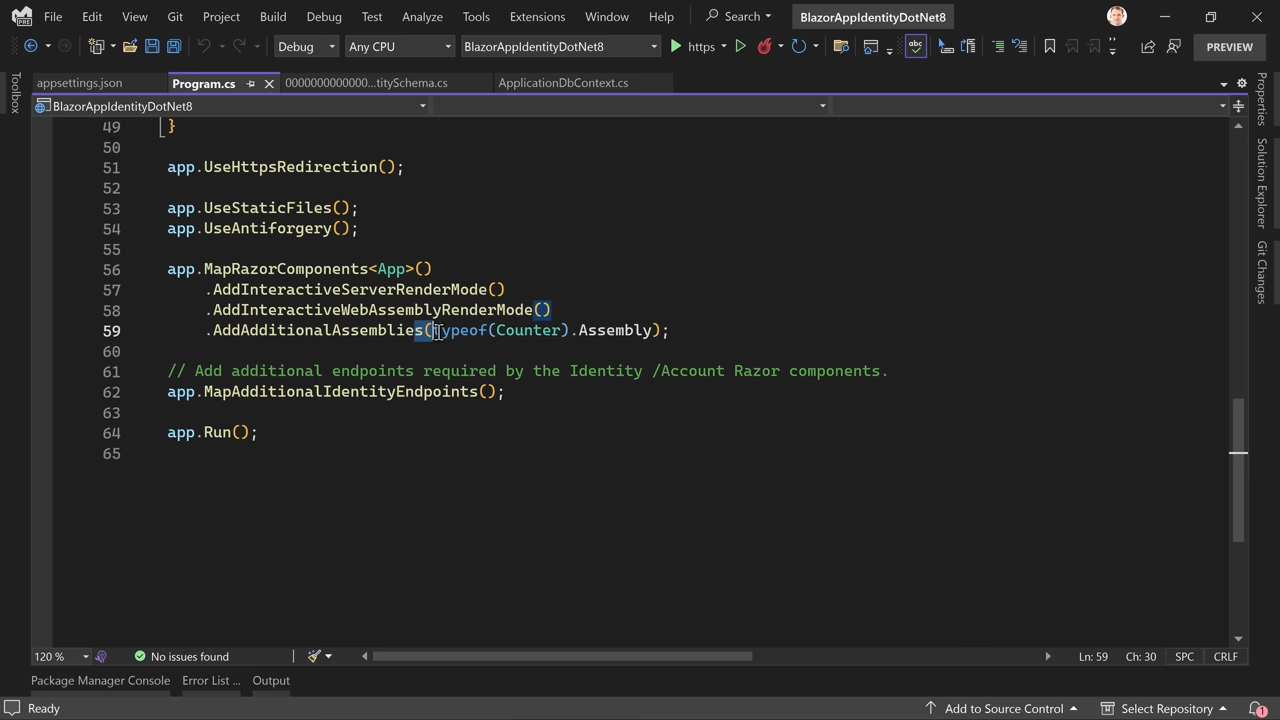 File Edit View Git Project Build Debug Test Analyze Tools Extensions Window Help Search BlazorAppIdentityDotNet8
PRE
Debug Any CPU BlazorAppIdentityDotNet8 https abc PREVIEW
appsettings.json Program.cs 0000000000000...titySchema.cs ApplicationDbContext.cs
BlazorAppIdentityDotNet8
Toolbox
Properties
Solution Explorer
Git Changes
49 }
50
51 app.UseHttpsRedirection();
52
53 app.UseStaticFiles();
54 app.UseAntiforgery();
55
56 app.MapRazorComponents<App>()
57 .AddInteractiveServerRenderMode()
58 .AddInteractiveWebAssemblyRenderMode()
59 .AddAdditionalAssemblies(typeof(Counter).Assembly);
60
61 // Add additional endpoints required by the Identity /Account Razor components.
62 app.MapAdditionalIdentityEndpoints();
63
64 app.Run();
65
120 % No issues found Ln: 59 Ch: 30 SPC CRLF
Package Manager Console Error List ... Output
Ready Add to Source Control Select Repository 1